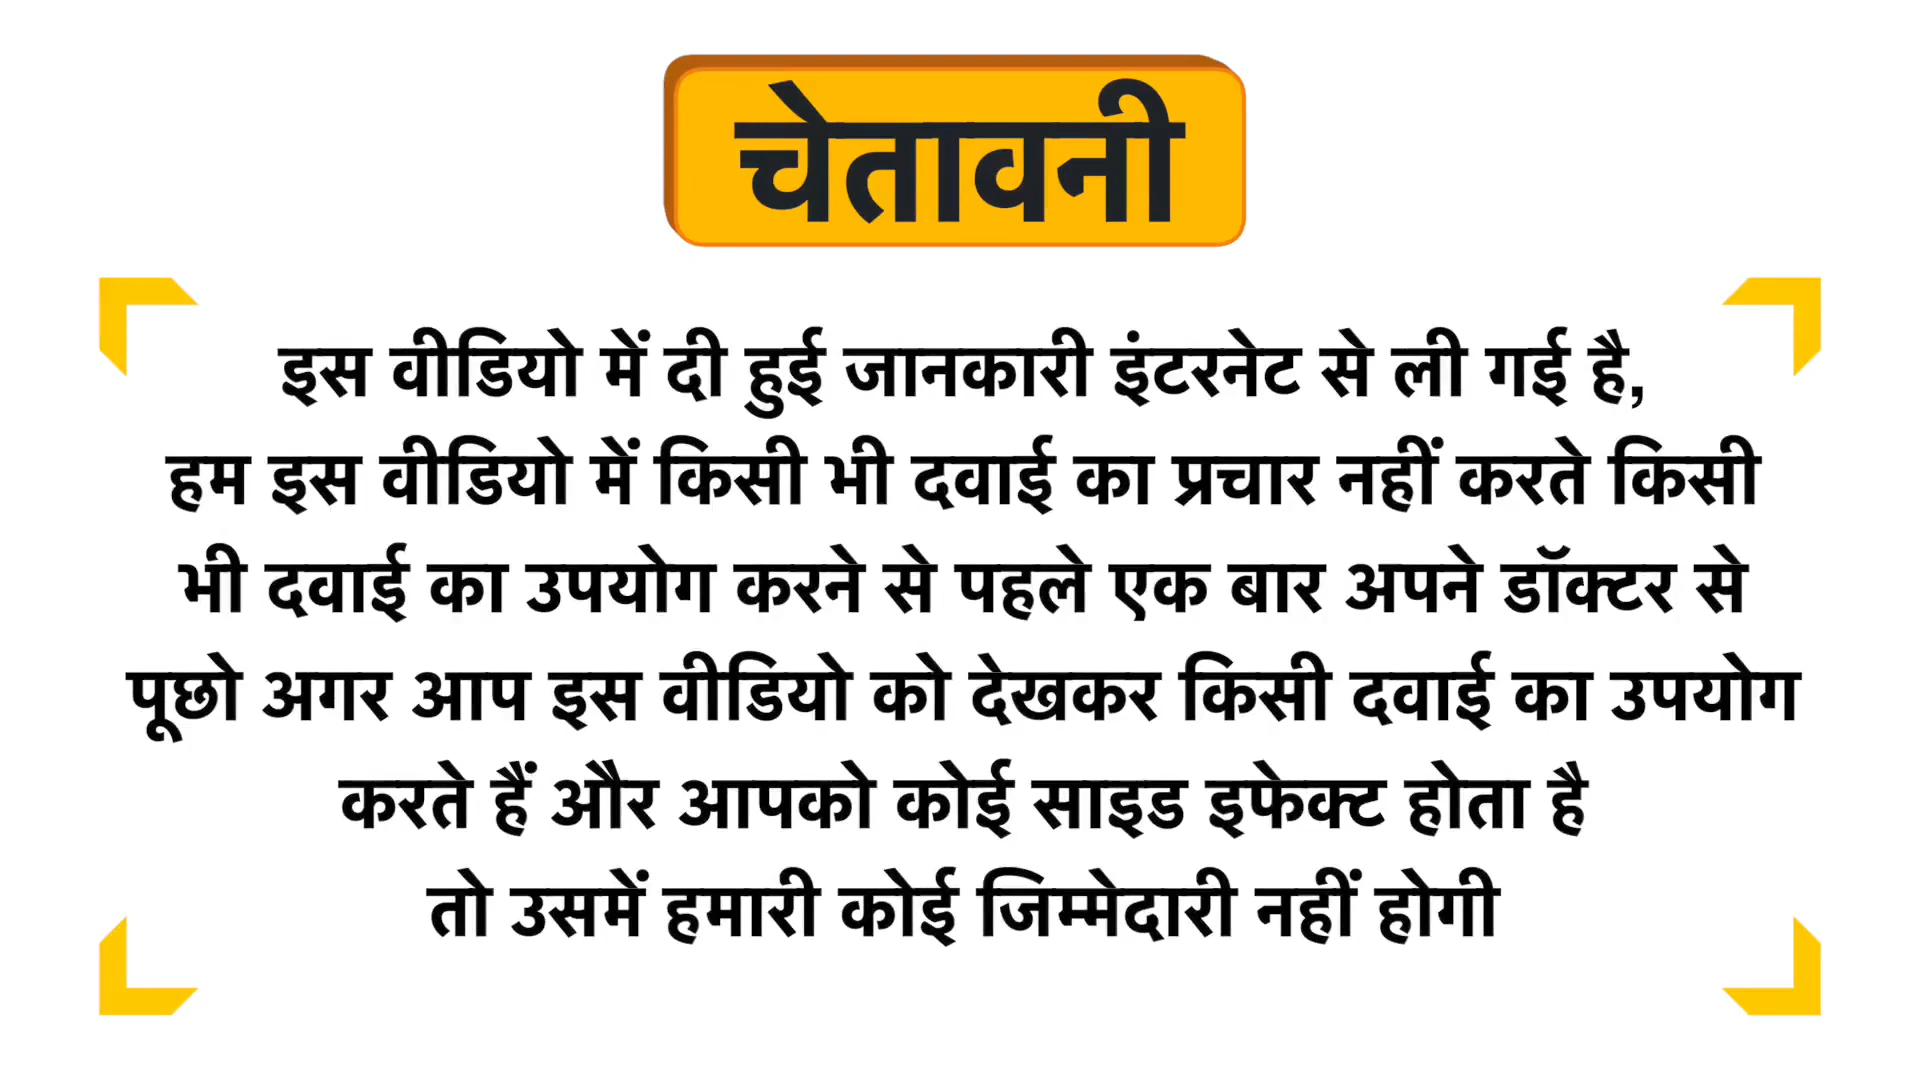 चेतावनी
इस वीडियो में दी हुई जानकारी इंटरनेट से ली गई है,
हम इस वीडियो में किसी भी दवाई का प्रचार नहीं करते किसी
भी दवाई का उपयोग करने से पहले एक बार अपने डॉक्टर से
पूछो अगर आप इस वीडियो को देखकर किसी दवाई का उपयोग
करते हैं और आपको कोई साइड इफेक्ट होता है
तो उसमें हमारी कोई जिम्मेदारी नहीं होगी